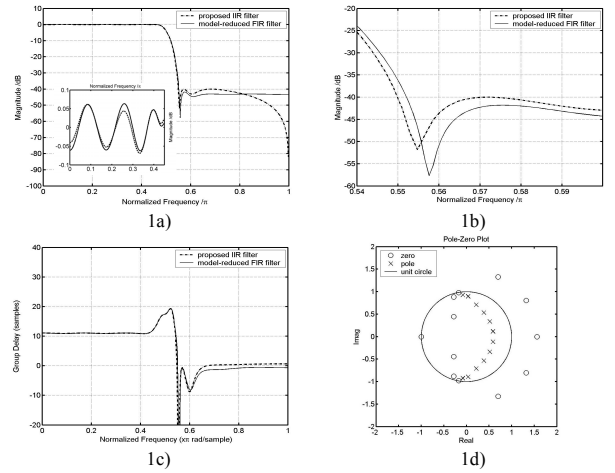 proposed IIR filter
model-reduced FIR filter
10
0
-10
-20
-30
-40
-50
-60
-70
-80
-90
-100
Magnitude /dB
Normalized Frequency /π
0.1
0.05
0
-0.05
-0.1
0 0.1 0.2 0.3 0.4
Magnitude /dB
0 0.2 0.4 0.6 0.8 1
Normalized Frequency /π
1a)
proposed IIR filter
model-reduced FIR filter
-20
-25
-30
-35
-40
-45
-50
-55
-60
Magnitude /dB
0.54 0.55 0.56 0.57 0.58 0.59
Normalized Frequency /π
1b)
proposed IIR filter
model-reduced FIR filter
40
30
20
10
0
-10
-20
Group Delay (samples)
0 0.2 0.4 0.6 0.8 1
Normalized Frequency (xπ rad/sample)
1c)
Pole-Zero Plot
zero
pole
unit circle
2
1.5
1
0.5
0
-0.5
-1
-1.5
-2
Imag
-2 -1.5 -1 -0.5 0 0.5 1 1.5 2
Real
1d)